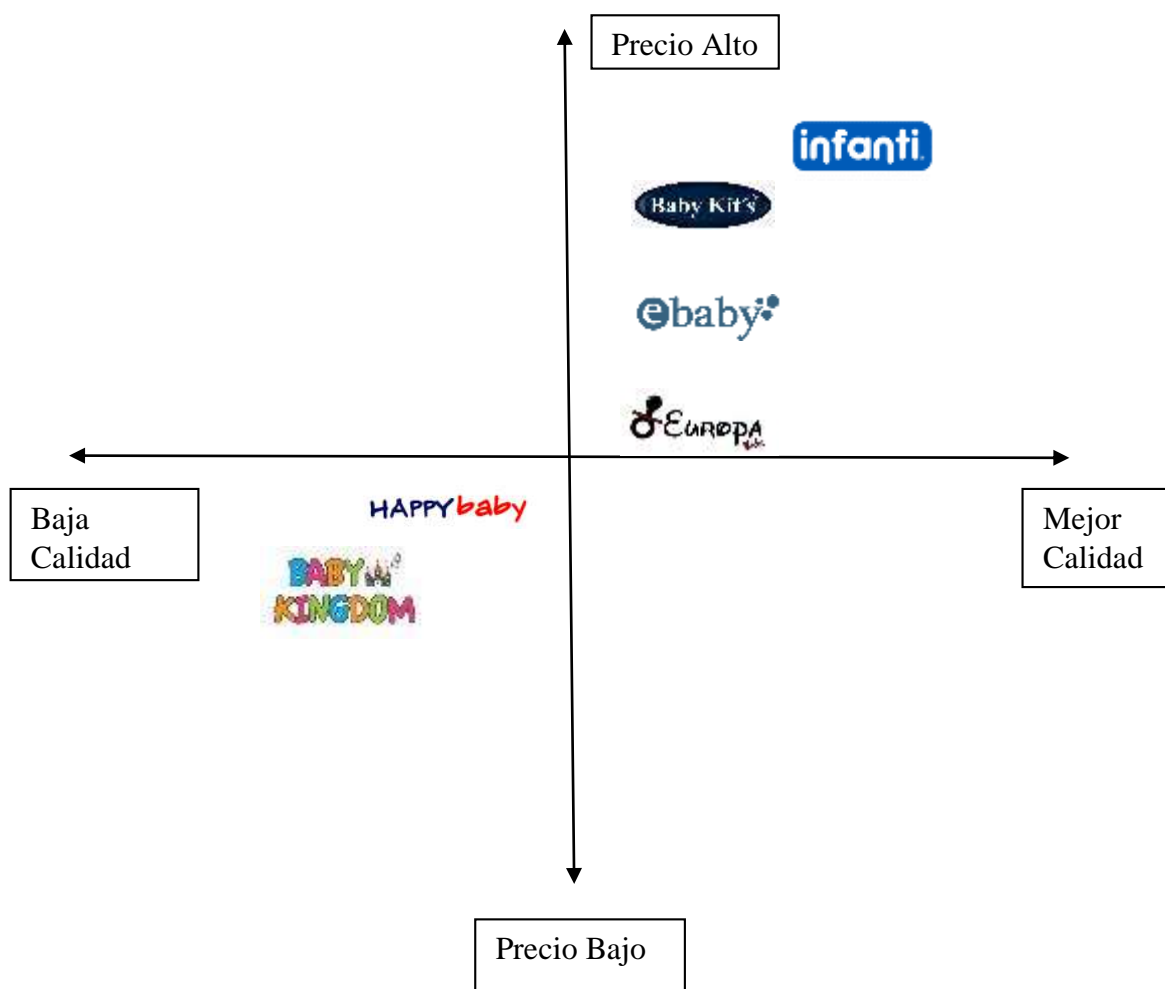 Precio Alto
infanti
Baby Kit's
ebaby
EUROPA
Baja
Calidad
HAPPYbaby
Mejor
Calidad
BABY
KINGDOM
Precio Bajo